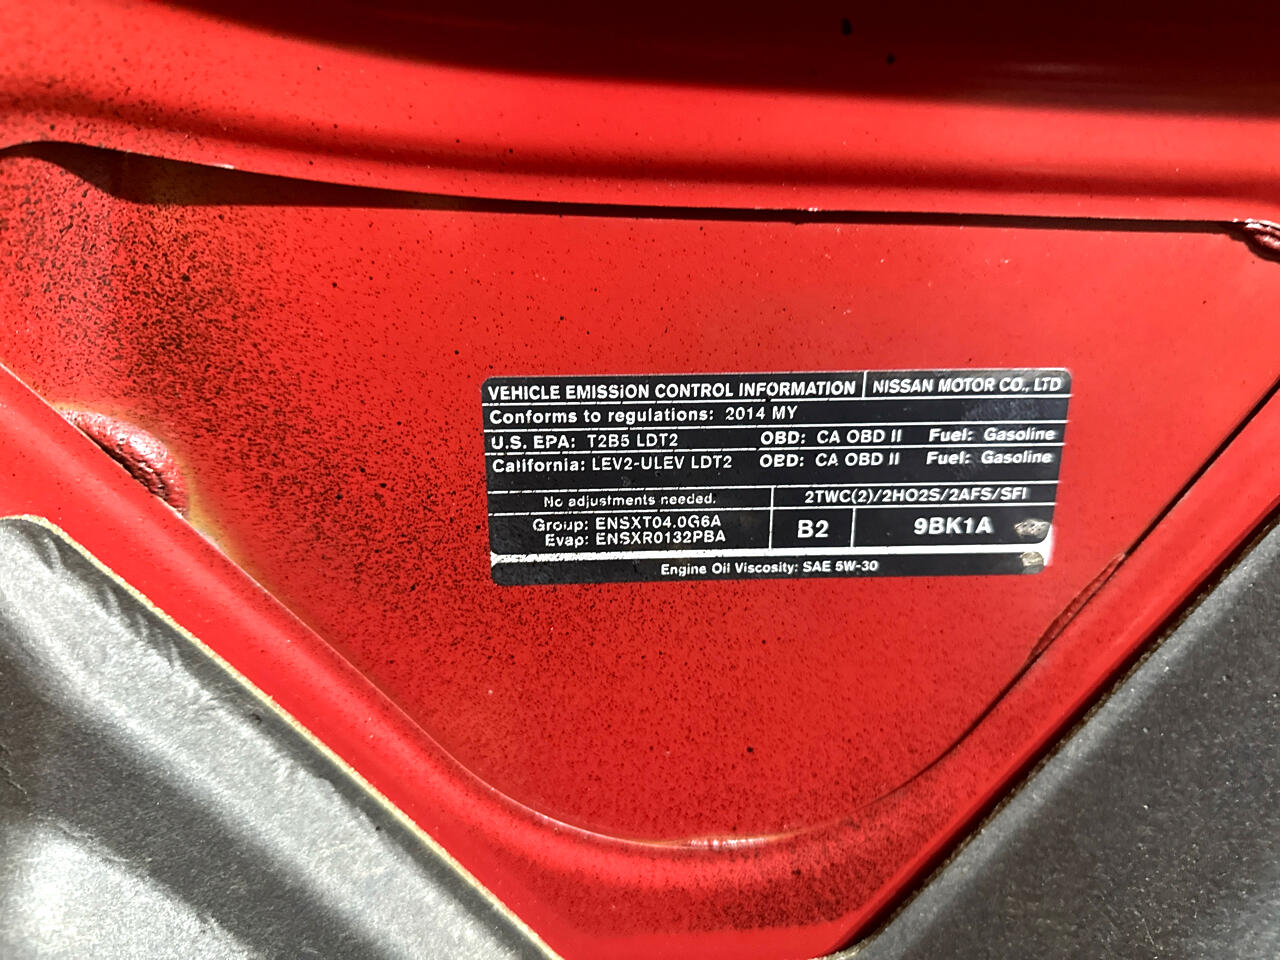 VEHICLE EMISSION CONTROL INFORMATION NISSAN MOTOR CO., LTD
Conforms to regulations: 2014 MY
U.S. EPA: T2B5 LDT2 OBD: CA OBD II Fuel: Gasoline
California: LEV2-ULEV LDT2 OBD: CA OBD II Fuel: Gasoline
No adjustments needed. 2TWC(2)/2HO2S/2AFS/SFI
Group: ENSXT04.0G6A B2 9BK1A
Evap: ENSXR0132PBA
Engine Oil Viscosity: SAE 5W-30